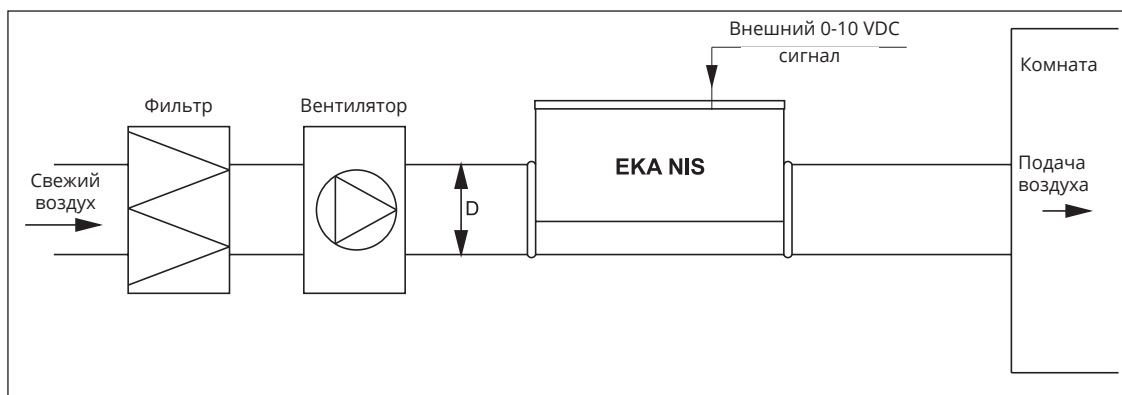 Внешний 0-10 VDC
сигнал
Комната
Фильтр
Вентилятор
EKA NIS
Свежий
воздух
D
Подача
воздуха